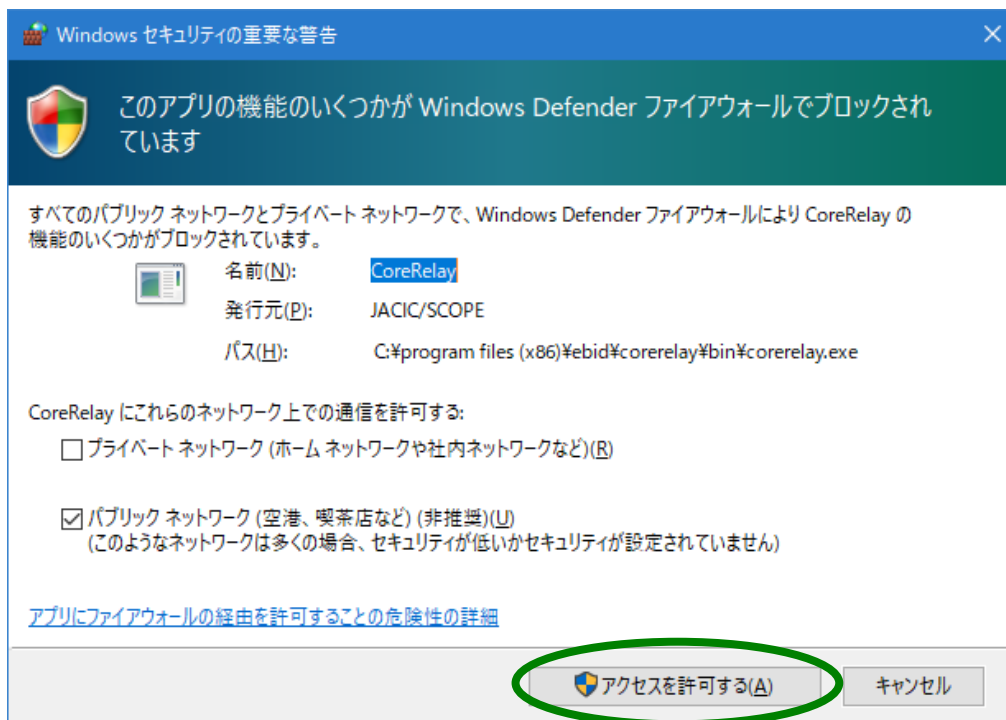 Windows セキュリティの重要な警告
このアプリの機能のいくつかが Windows Defender ファイアウォールでブロックされ
ています
すべてのパブリック ネットワークとプライベート ネットワークで、Windows Defender ファイアウォールにより CoreRelay の
機能のいくつかがブロックされています。
名前(N): CoreRelay
発行元(P): JACIC/SCOPE
パス(H): C:¥program files (x86)¥ebid¥corerelay¥bin¥corerelay.exe
CoreRelay にこれらのネットワーク上での通信を許可する:
プライベート ネットワーク (ホーム ネットワークや社内ネットワークなど)(R)
パブリック ネットワーク (空港、喫茶店など) (非推奨)(U)
(このようなネットワークは多くの場合、セキュリティが低いかセキュリティが設定されていません)
アプリにファイアウォールの経由を許可することの危険性の詳細
アクセスを許可する(A) キャンセル